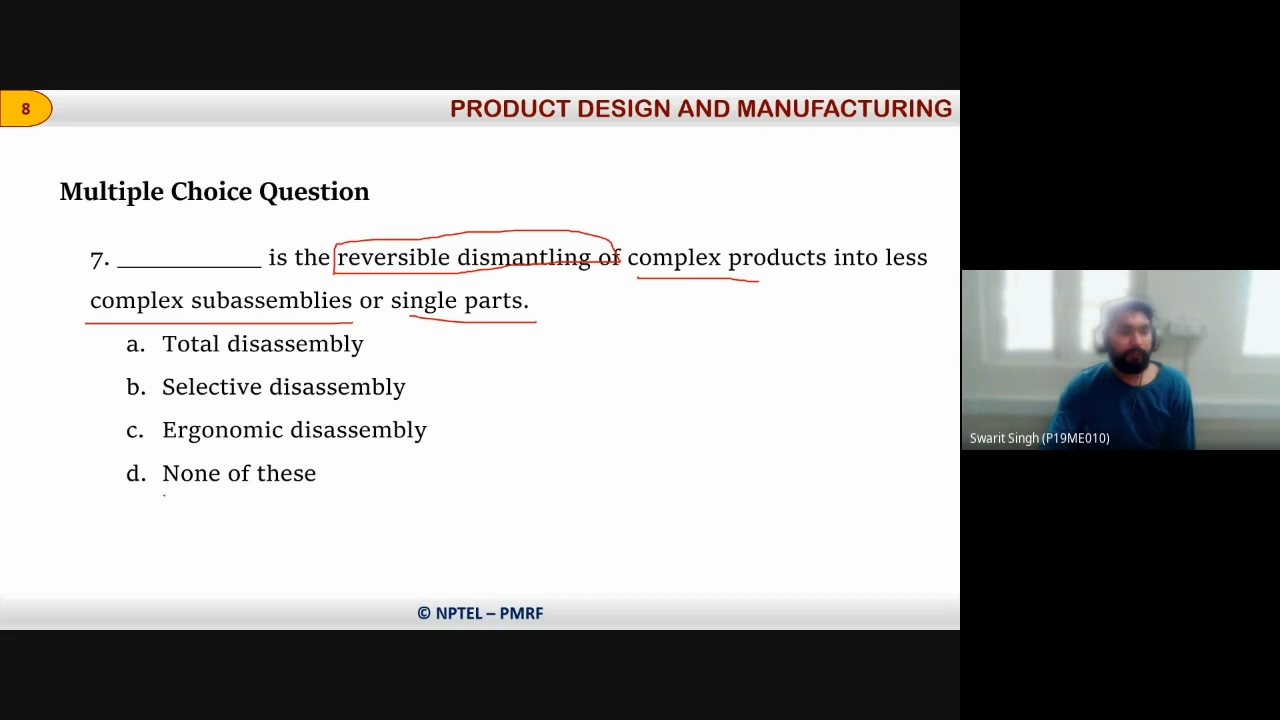 8
PRODUCT DESIGN AND MANUFACTURING
Multiple Choice Question
7. ____________ is the reversible dismantling of complex products into less
complex subassemblies or single parts.
a. Total disassembly
b. Selective disassembly
c. Ergonomic disassembly
d. None of these
© NPTEL – PMRF
Swarit Singh (P19ME010)